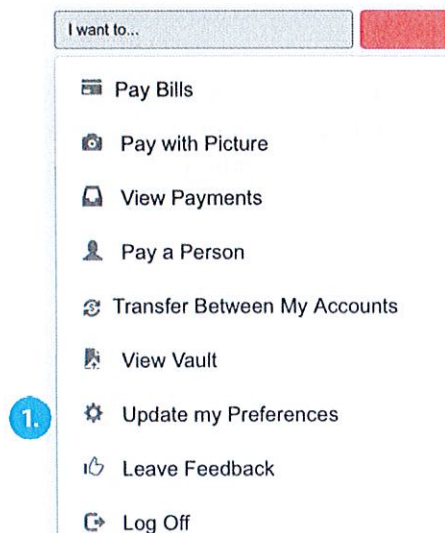 I want to...
Pay Bills
Pay with Picture
View Payments
Pay a Person
Transfer Between My Accounts
View Vault
1. Update my Preferences
Leave Feedback
Log Off